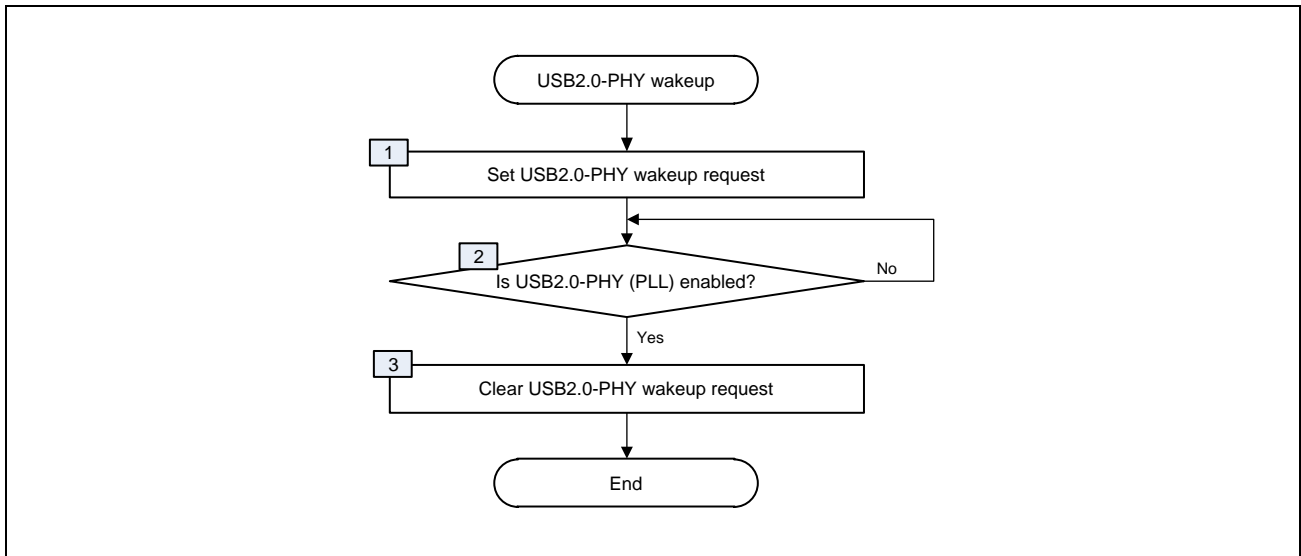 USB2.0-PHY wakeup
1
Set USB2.0-PHY wakeup request
2
Is USB2.0-PHY (PLL) enabled?
No
Yes
3
Clear USB2.0-PHY wakeup request
End